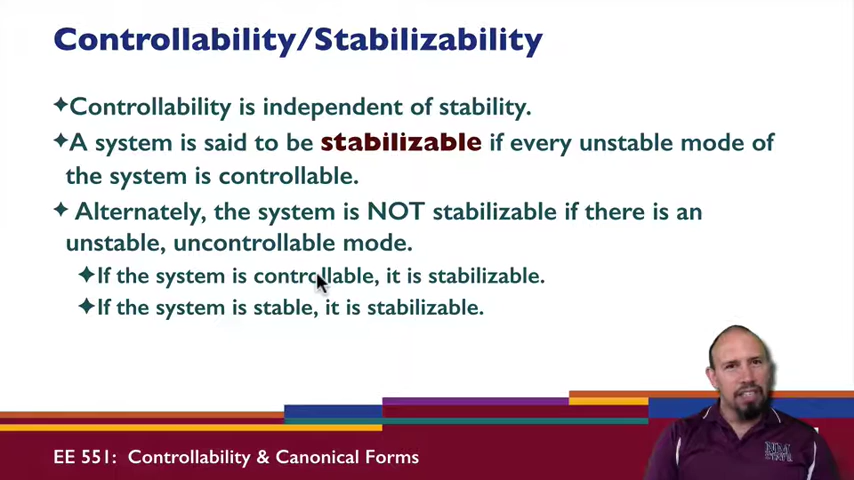 Controllability/Stabilizability
✦Controllability is independent of stability.
✦A system is said to be stabilizable if every unstable mode of
the system is controllable.
✦ Alternately, the system is NOT stabilizable if there is an
unstable, uncontrollable mode.
✦If the system is controllable, it is stabilizable.
✦If the system is stable, it is stabilizable.
EE 551: Controllability & Canonical Forms
NM
STATE